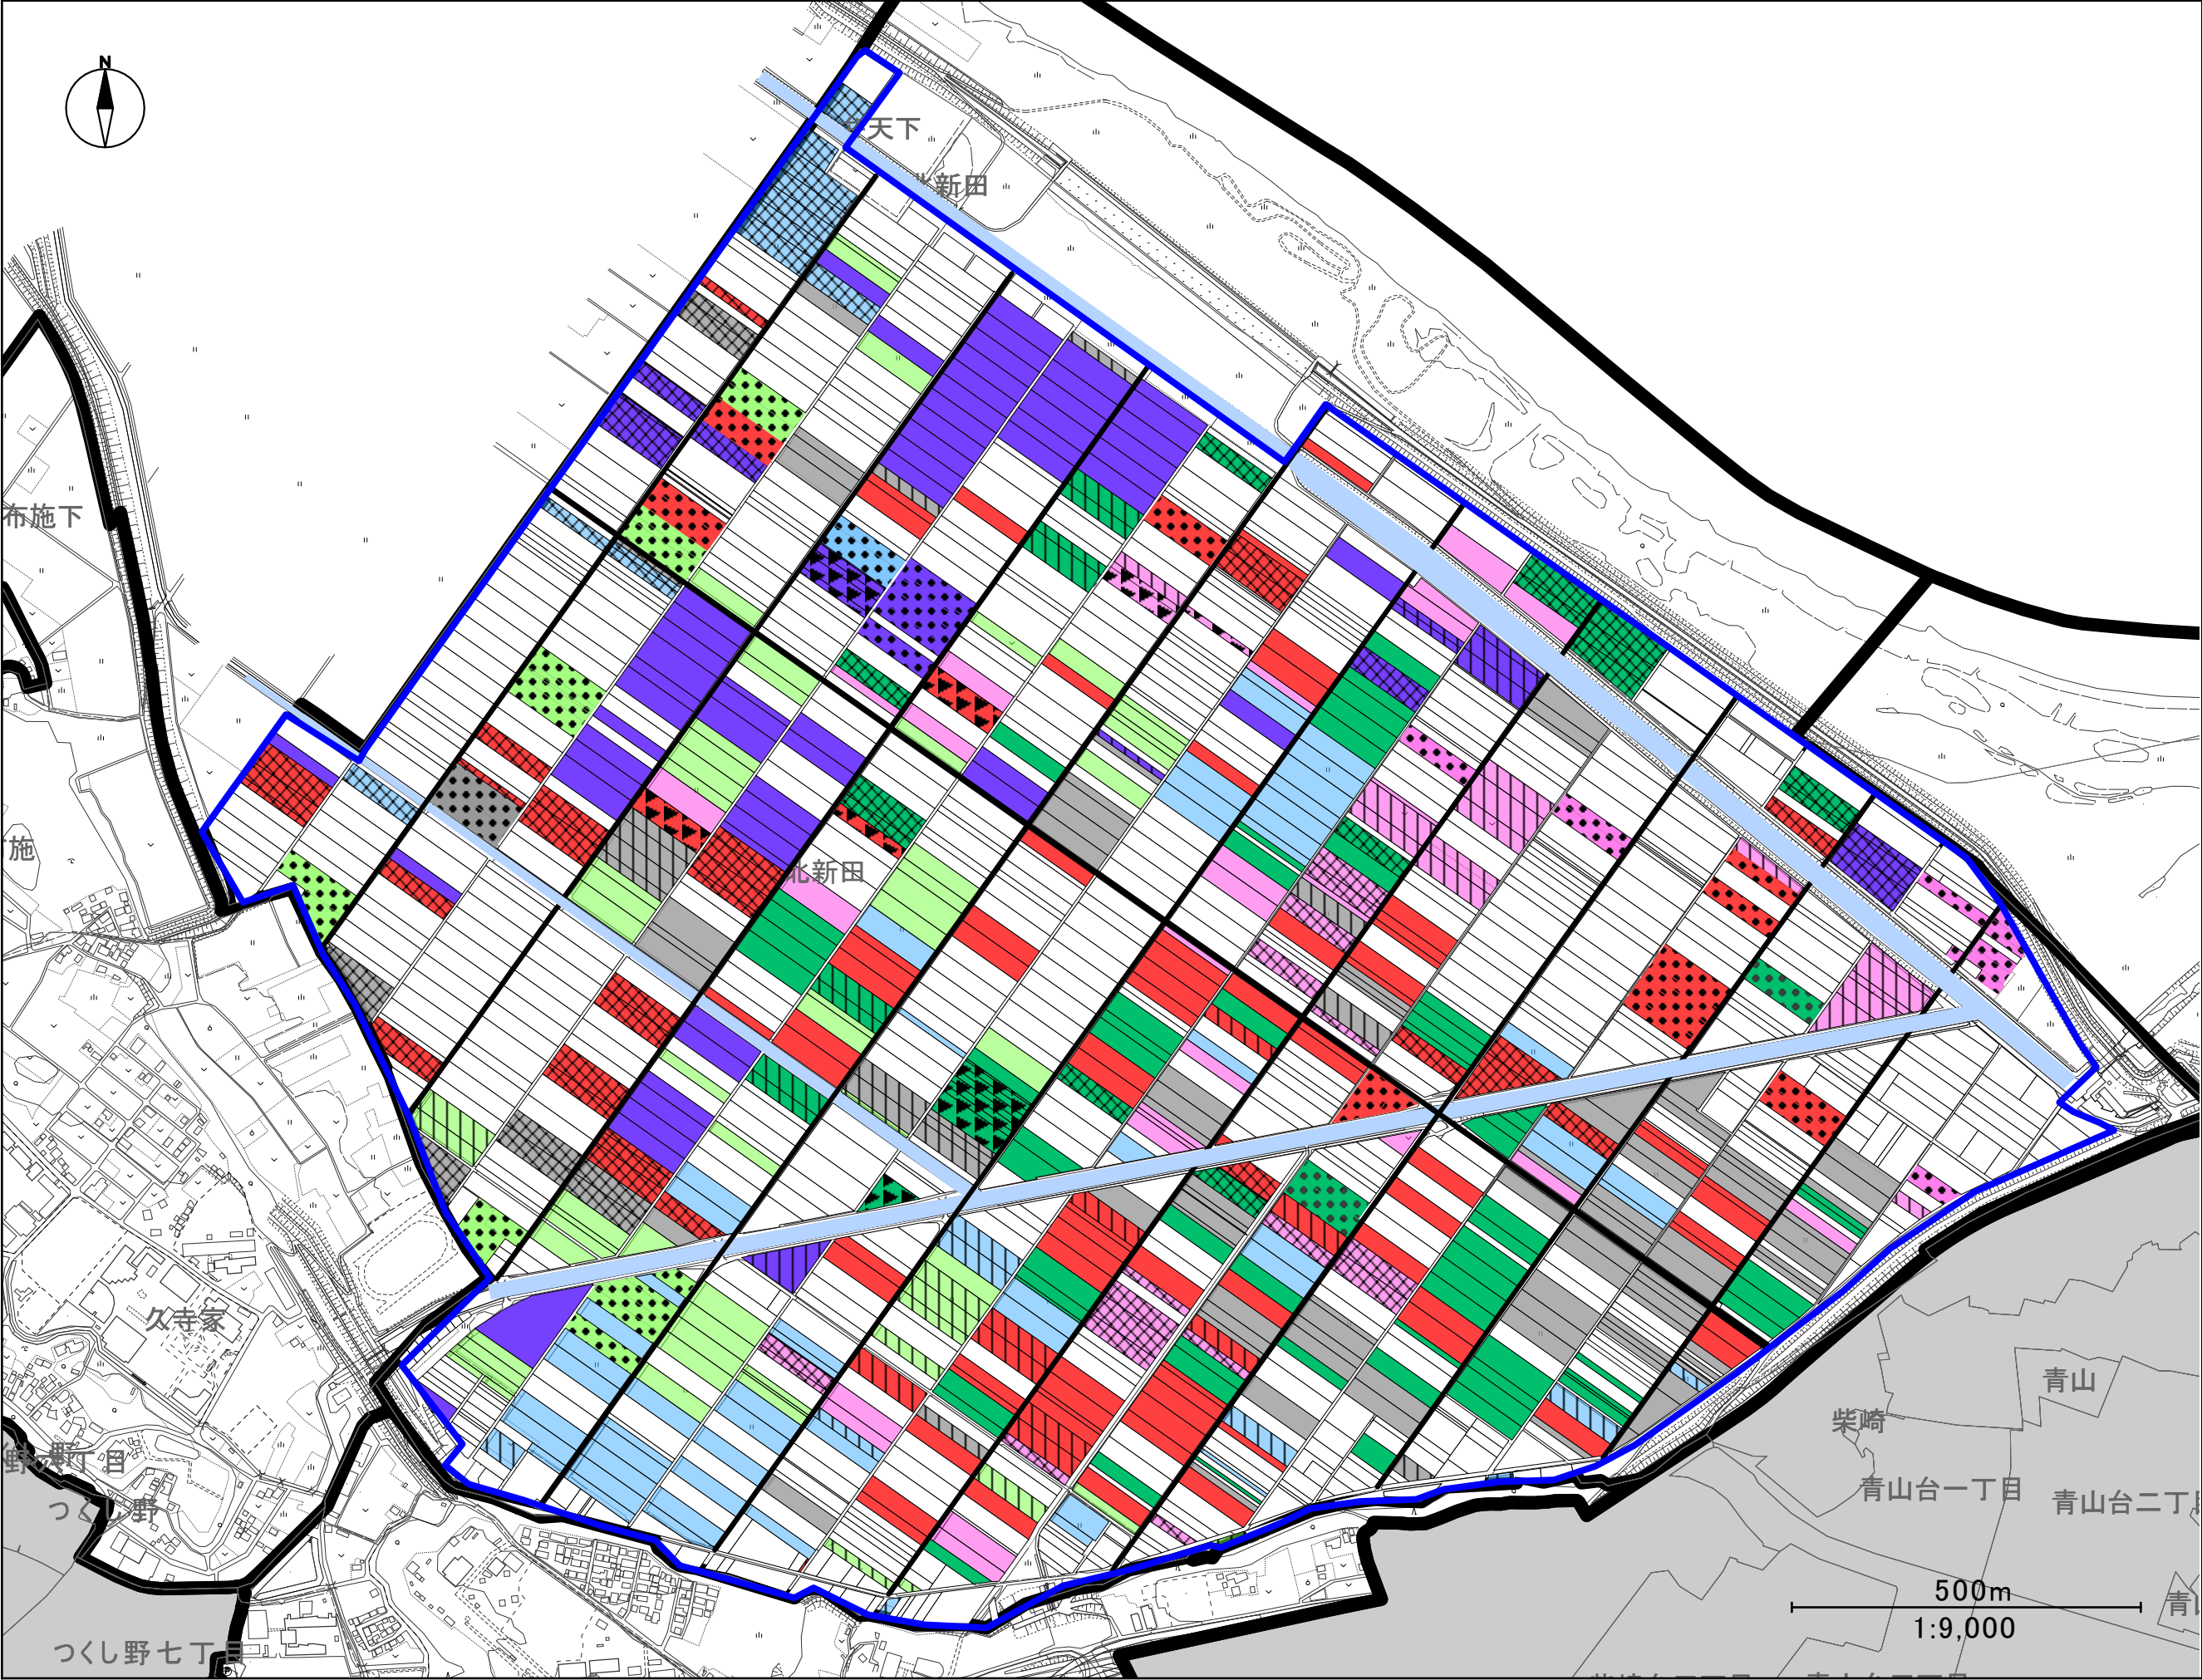 N
天下
北新田
布施下
施
北新田
久寺家
青山
柴崎
つくし野
青山台一丁目
青山台二丁目
500m
1:9,000
つくし野七丁目